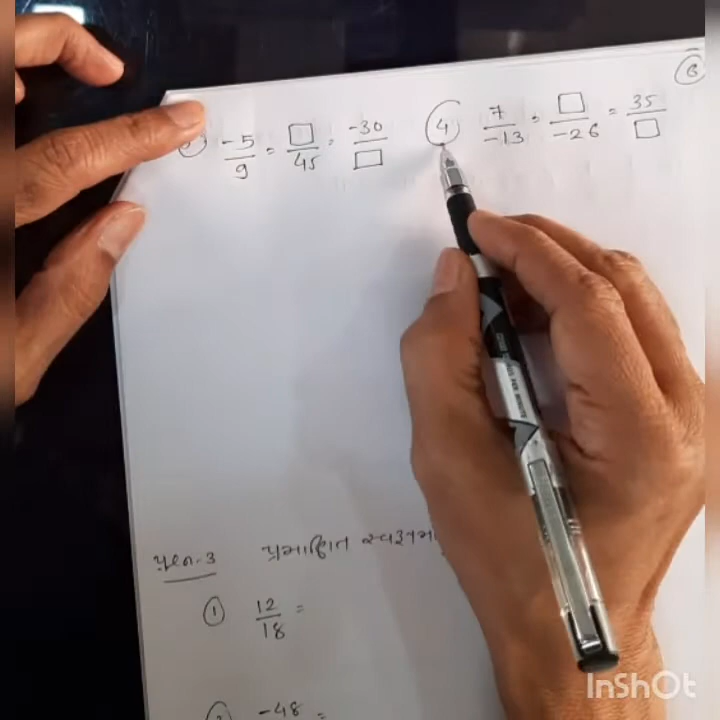 -5/9 = □/45 = -30/□ ④ 7/-13 = □/-26 = 35/□
પ્રશ્ન-3 પ્રમાણિત સ્વરૂપમાં
① 12/18 =
② -48 =
InShOt